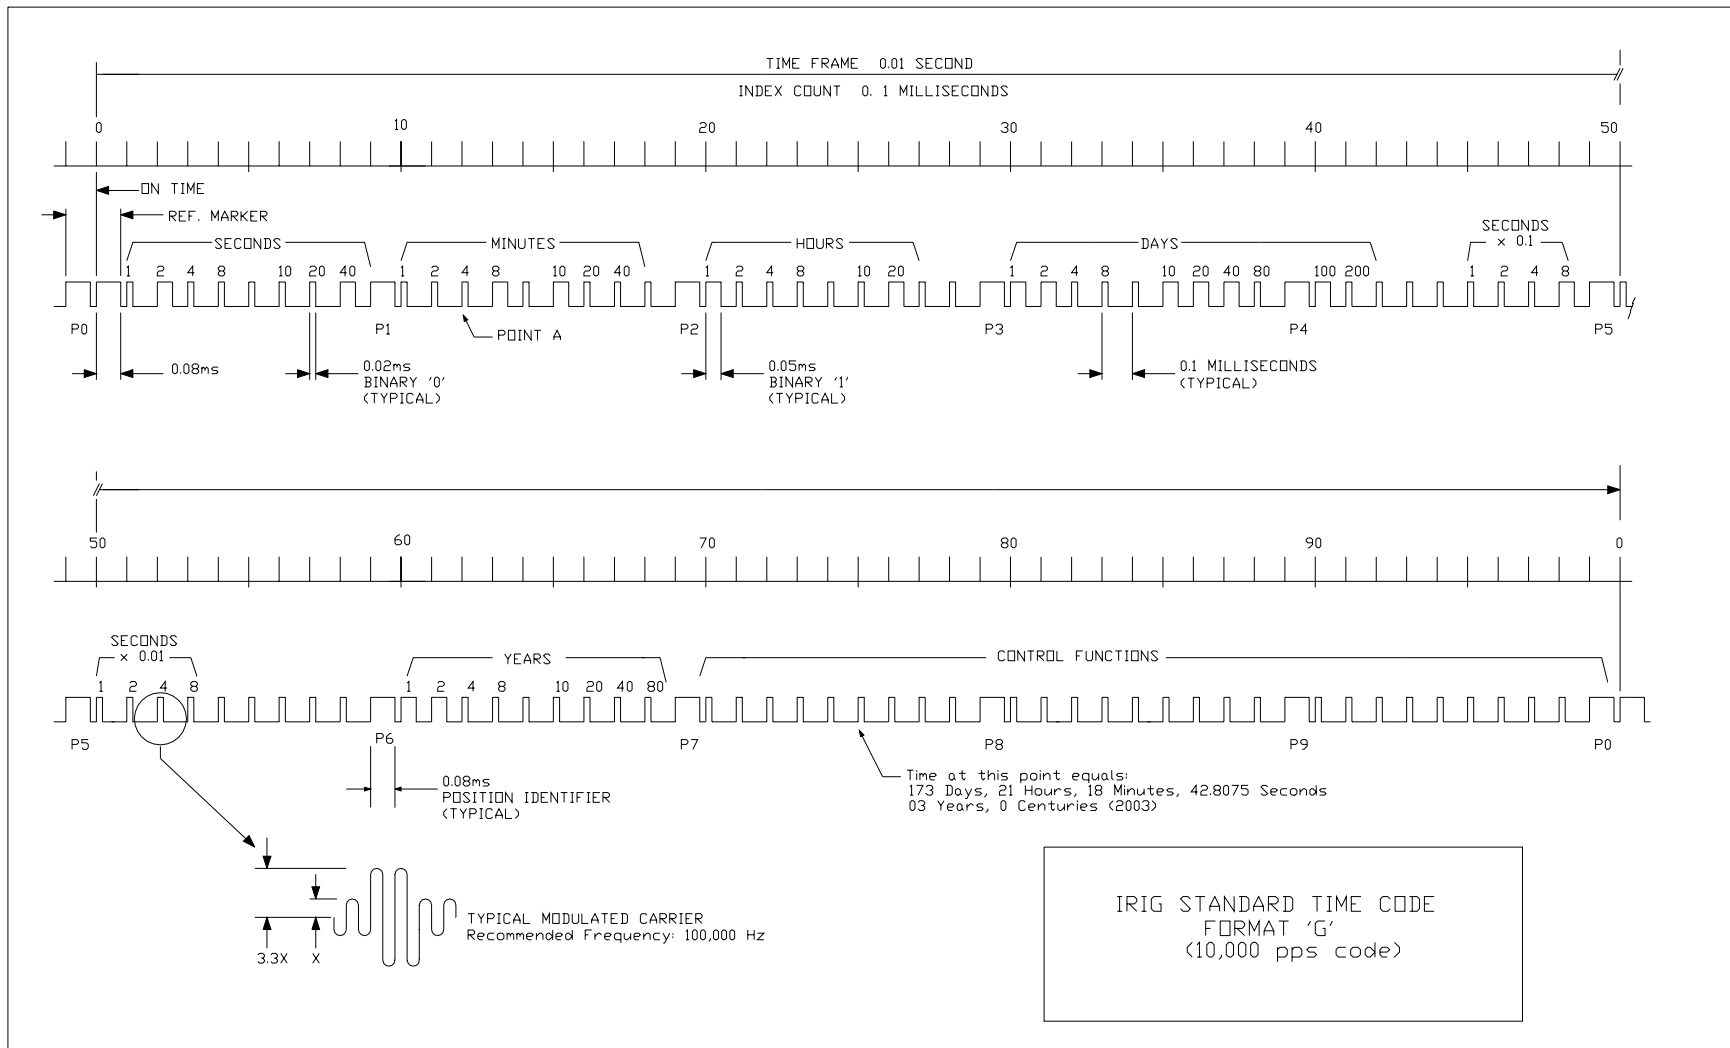 TIME FRAME 0.01 SECOND
INDEX COUNT 0. 1 MILLISECONDS
0 10 20 30 40 50
ON TIME
REF. MARKER
SECONDS MINUTES HOURS DAYS SECONDS
× 0.1
1 2 4 8 10 20 40 1 2 4 8 10 20 40 1 2 4 8 10 20 1 2 4 8 10 20 40 80 100 200 1 2 4 8
P0 P1 P2 P3 P4 P5
POINT A
0.08ms
0.02ms
BINARY '0'
(TYPICAL)
0.05ms
BINARY '1'
(TYPICAL)
0.1 MILLISECONDS
(TYPICAL)
50 60 70 80 90 0
SECONDS
× 0.01
YEARS
CONTROL FUNCTIONS
1 2 4 8 1 2 4 8 10 20 40 80
P5 P6 P7 P8 P9 P0
0.08ms
POSITION IDENTIFIER
(TYPICAL)
Time at this point equals:
173 Days, 21 Hours, 18 Minutes, 42.8075 Seconds
03 Years, 0 Centuries (2003)
TYPICAL MODULATED CARRIER
Recommended Frequency: 100,000 Hz
3.3X X
IRIG STANDARD TIME CODE
FORMAT 'G'
(10,000 pps code)